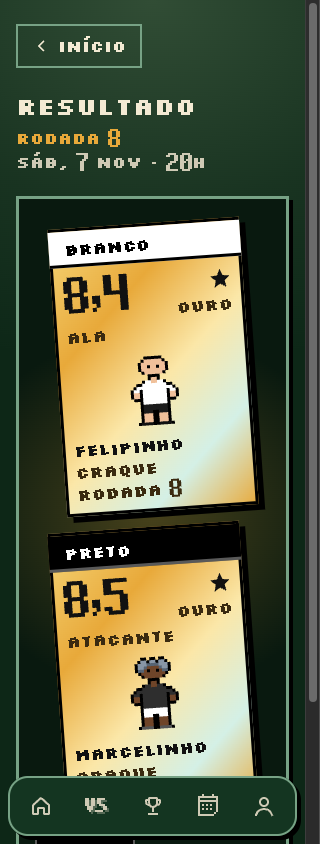 INÍCIO
RESULTADO
RODADA 8
SÁB, 7 NOV · 20H
BRANCO
8,4
OURO
ALA
FELIPINHO
CRAQUE
RODADA 8
PRETO
8,5
OURO
ATACANTE
MARCELINHO
CRAQUE
VS